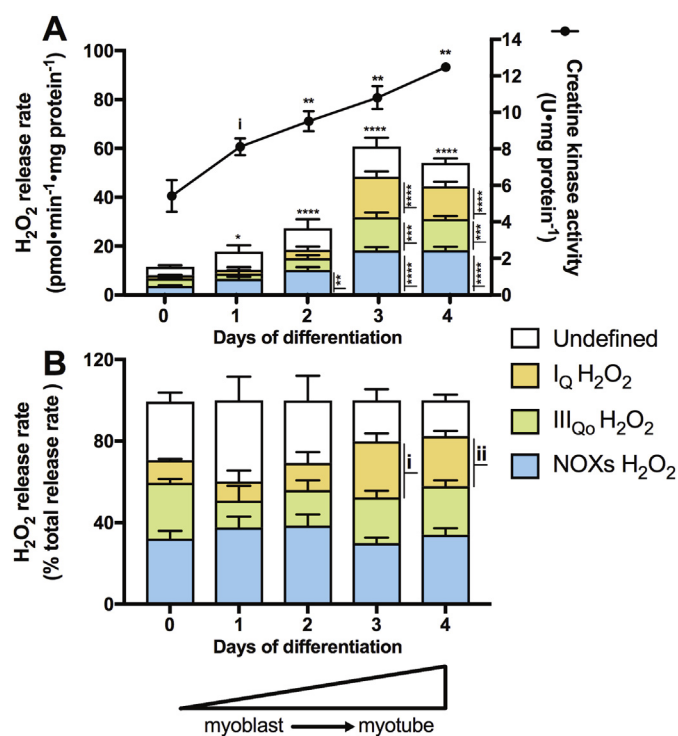 A
H₂O₂ release rate
(pmol•min⁻¹•mg protein⁻¹)
100
80
60
40
20
0
14
12
10
8
6
4
2
0
Creatine kinase activity
(U•mg protein⁻¹)
i
**
**
**
*
****
****
****
**
****
***
****
****
***
****
0 1 2 3 4
Days of differentiation
B
H₂O₂ release rate
(% total release rate )
120
80
40
0
i
ii
0 1 2 3 4
Days of differentiation
Undefined
I_Q H₂O₂
III_Qo H₂O₂
NOXs H₂O₂
myoblast → myotube